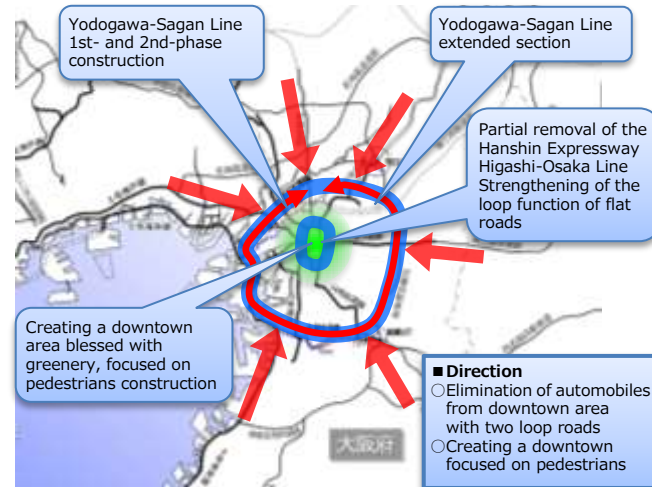 Yodogawa-Sagan Line
1st- and 2nd-phase
construction
Yodogawa-Sagan Line
extended section
Partial removal of the
Hanshin Expressway
Higashi-Osaka Line
Strengthening of the
loop function of flat
roads
Creating a downtown
area blessed with
greenery, focused on
pedestrians construction
■ Direction
○Elimination of automobiles
from downtown area
with two loop roads
○Creating a downtown
focused on pedestrians
大阪府